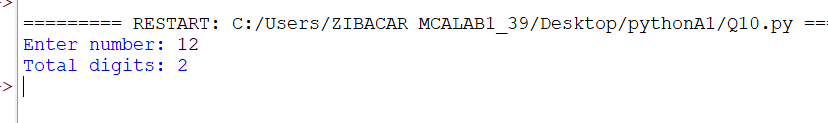 >
========= RESTART: C:/Users/ZIBACAR MCALAB1_39/Desktop/pythonA1/Q10.py ==
Enter number: 12
Total digits: 2
>